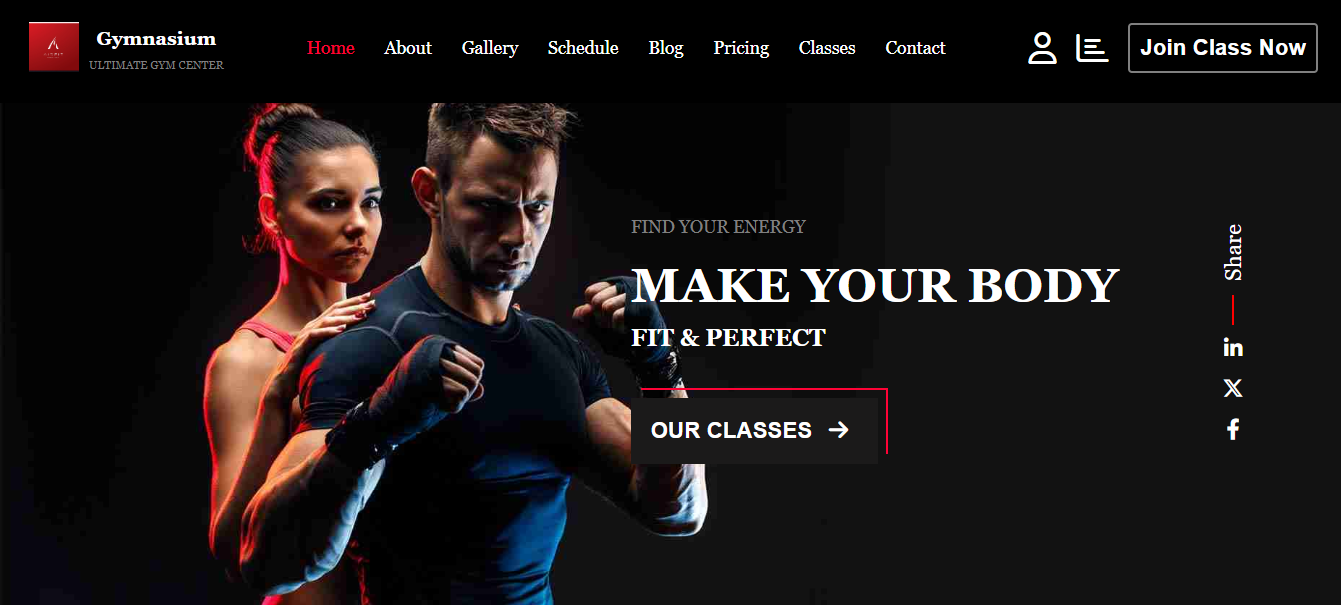 Gymnasium
ULTIMATE GYM CENTER
Home About Gallery Schedule Blog Pricing Classes Contact
Join Class Now
FIND YOUR ENERGY
MAKE YOUR BODY
FIT & PERFECT
OUR CLASSES
Share